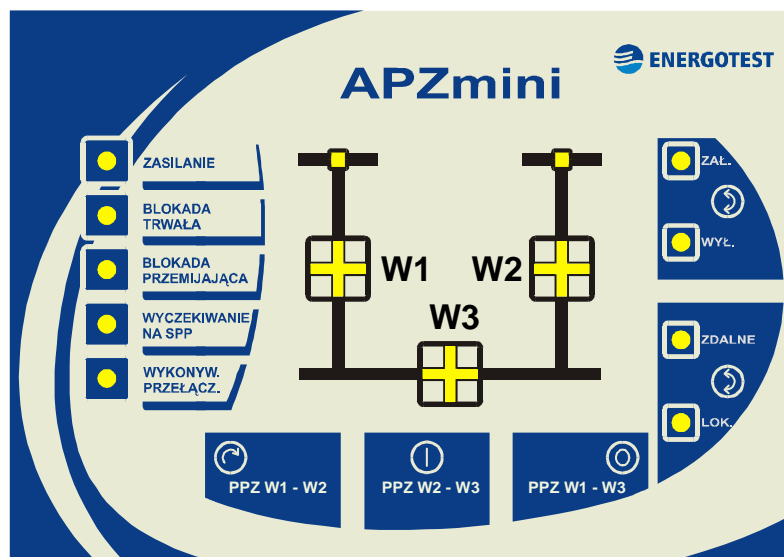 ENERGOTEST
APZmini
ZASILANIE
BLOKADA
TRWAŁA
BLOKADA
PRZEMIJAJĄCA
WYCZEKIWANIE
NA SPP
WYKONYW.
PRZEŁĄCZ.
W1
W2
W3
ZAŁ.
WYŁ.
ZDALNE
LOK.
PPZ W1 - W2
PPZ W2 - W3
PPZ W1 - W3